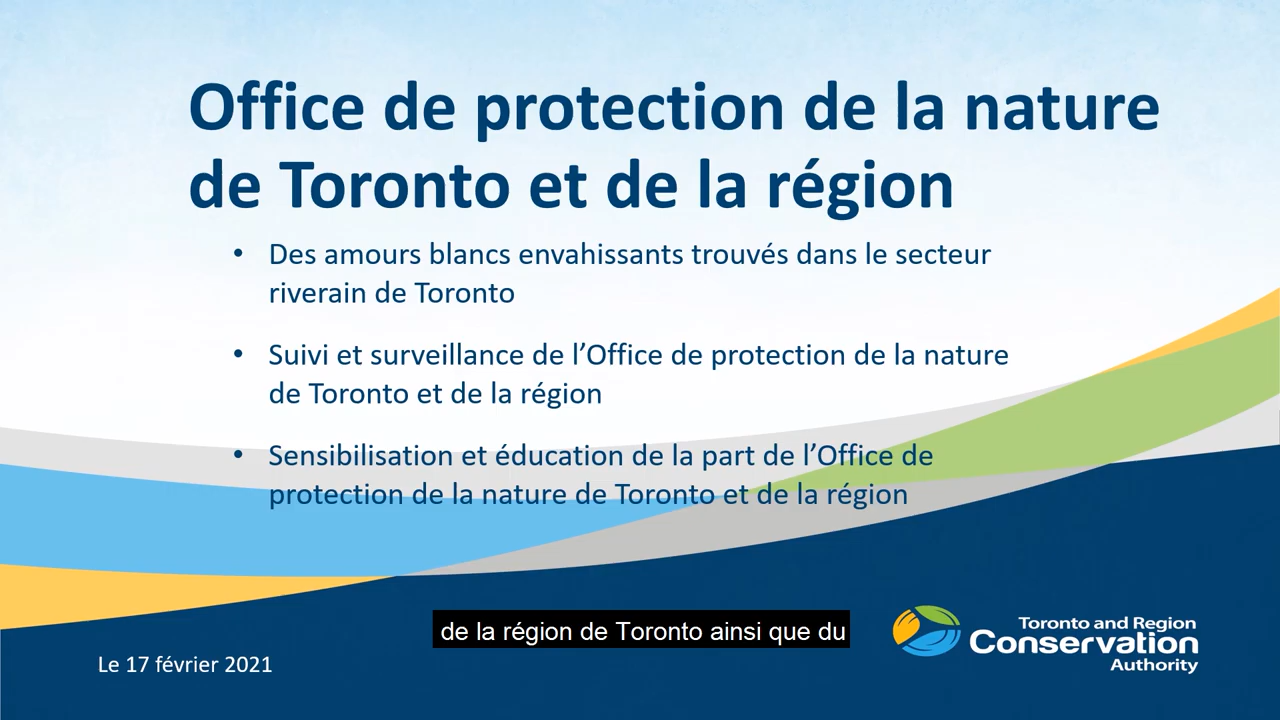 Office de protection de la nature
de Toronto et de la région
• Des amours blancs envahissants trouvés dans le secteur
riverain de Toronto
• Suivi et surveillance de l’Office de protection de la nature
de Toronto et de la région
• Sensibilisation et éducation de la part de l’Office de
protection de la nature de Toronto et de la région
de la région de Toronto ainsi que du
Le 17 février 2021
Toronto and Region
Conservation
Authority